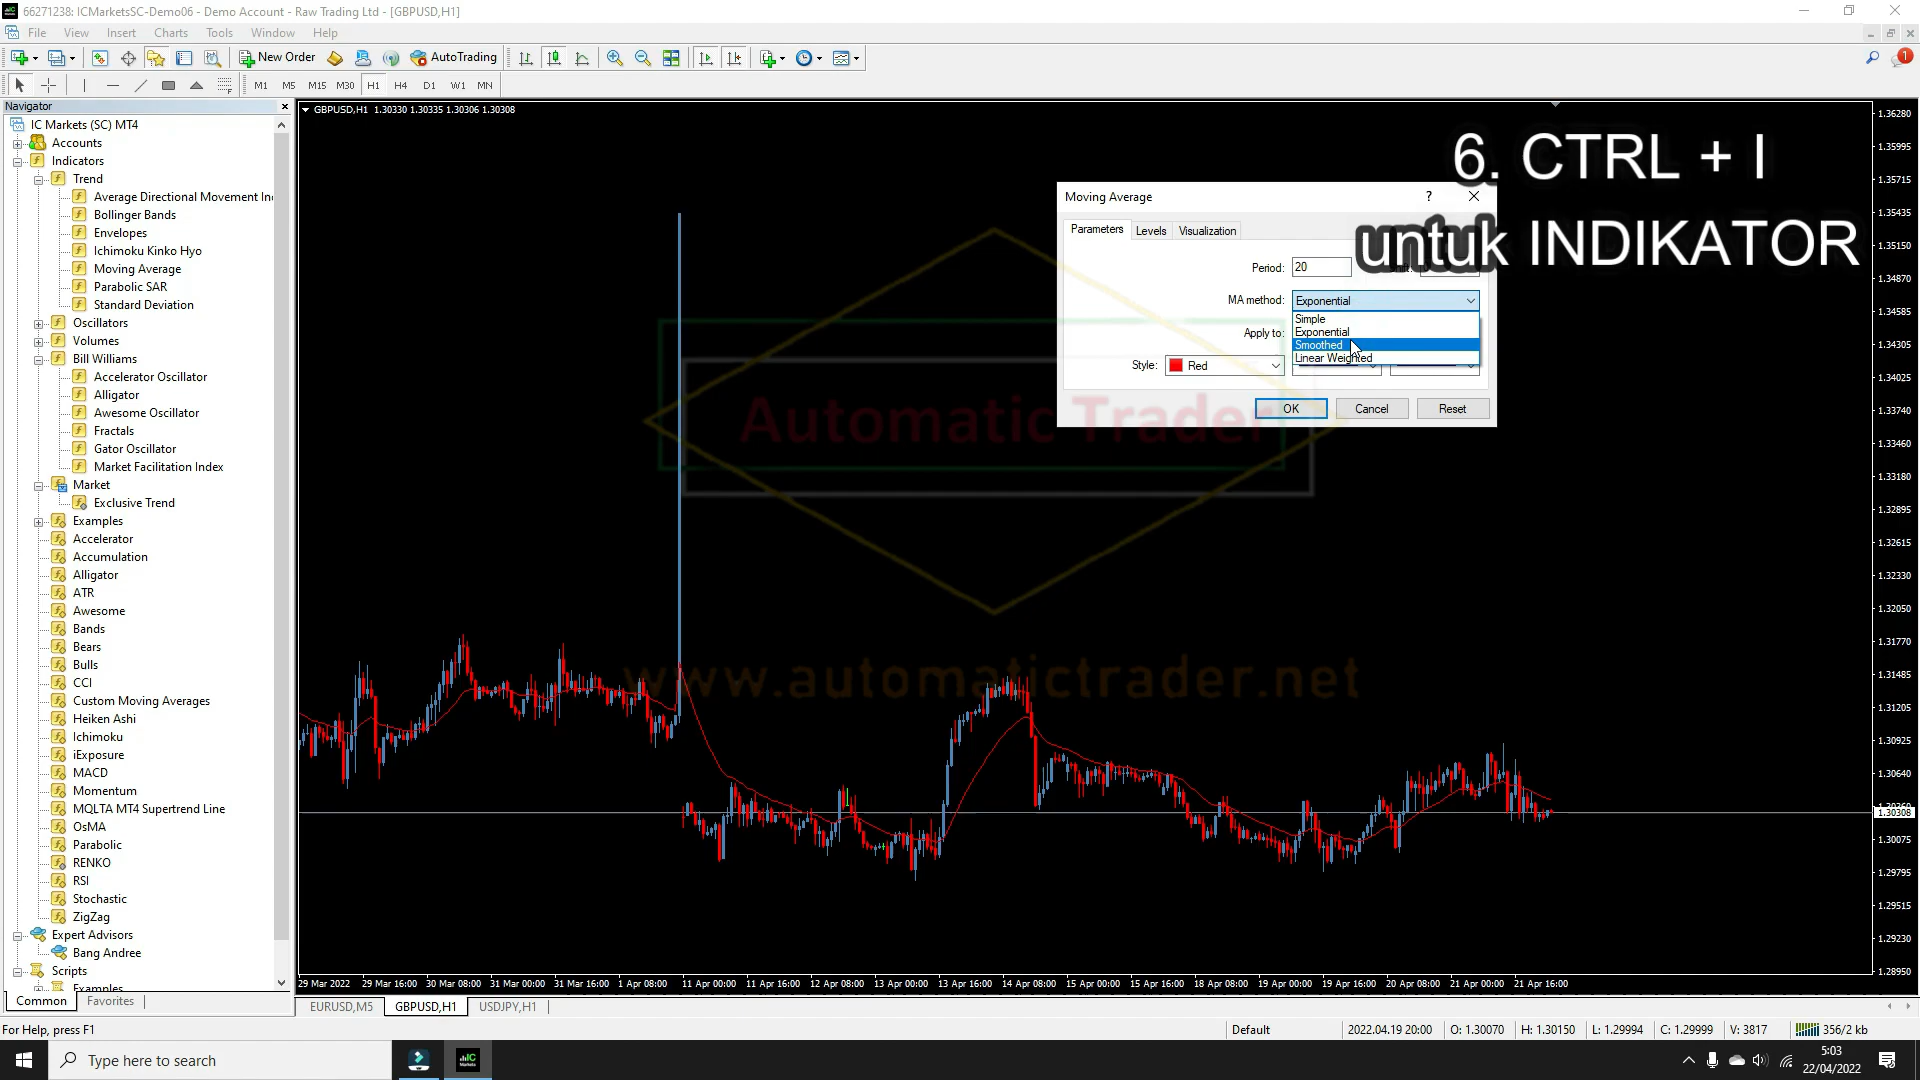 66271238: ICMarketsSC-Demo06 - Demo Account - Raw Trading Ltd - [GBPUSD,H1]
File View Insert Charts Tools Window Help
New Order AutoTrading
M1 M5 M15 M30 H1 H4 D1 W1 MN
Navigator
IC Markets (SC) MT4
Accounts
Indicators
Trend
Average Directional Movement In
Bollinger Bands
Envelopes
Ichimoku Kinko Hyo
Moving Average
Parabolic SAR
Standard Deviation
Oscillators
Volumes
Bill Williams
Accelerator Oscillator
Alligator
Awesome Oscillator
Fractals
Gator Oscillator
Market Facilitation Index
Market
Exclusive Trend
Examples
Accelerator
Accumulation
Alligator
ATR
Awesome
Bands
Bears
Bulls
CCI
Custom Moving Averages
Heiken Ashi
Ichimoku
iExposure
MACD
Momentum
MQLTA MT4 Supertrend Line
OsMA
Parabolic
RENKO
RSI
Stochastic
ZigZag
Expert Advisors
Bang Andree
Scripts
Examples
Common Favorites
GBPUSD,H1 1.30330 1.30335 1.30306 1.30308
6. CTRL + I
untuk INDIKATOR
Moving Average
Parameters Levels Visualization
Period: 20
MA method: Exponential
Simple
Exponential
Smoothed
Linear Weighted
Apply to:
Style: Red
OK Cancel Reset
Automatic Trader
www.automatictrader.net
1.36280
1.35995
1.35715
1.35435
1.35150
1.34870
1.34585
1.34305
1.34025
1.33740
1.33460
1.33180
1.32895
1.32615
1.32330
1.32050
1.31770
1.31485
1.31205
1.30925
1.30640
1.30308
1.30075
1.29795
1.29515
1.29230
1.28950
29 Mar 2022 29 Mar 16:00 30 Mar 08:00 31 Mar 00:00 31 Mar 16:00 1 Apr 08:00 11 Apr 00:00 11 Apr 16:00 12 Apr 08:00 13 Apr 00:00 13 Apr 16:00 14 Apr 08:00 15 Apr 00:00 15 Apr 16:00 18 Apr 08:00 19 Apr 00:00 19 Apr 16:00 20 Apr 08:00 21 Apr 00:00 21 Apr 16:00
EURUSD,M5 GBPUSD,H1 USDJPY,H1
For Help, press F1
Default 2022.04.19 20:00 O: 1.30070 H: 1.30150 L: 1.29994 C: 1.29999 V: 3817 356/2 kb
Type here to search
5:03
22/04/2022
1